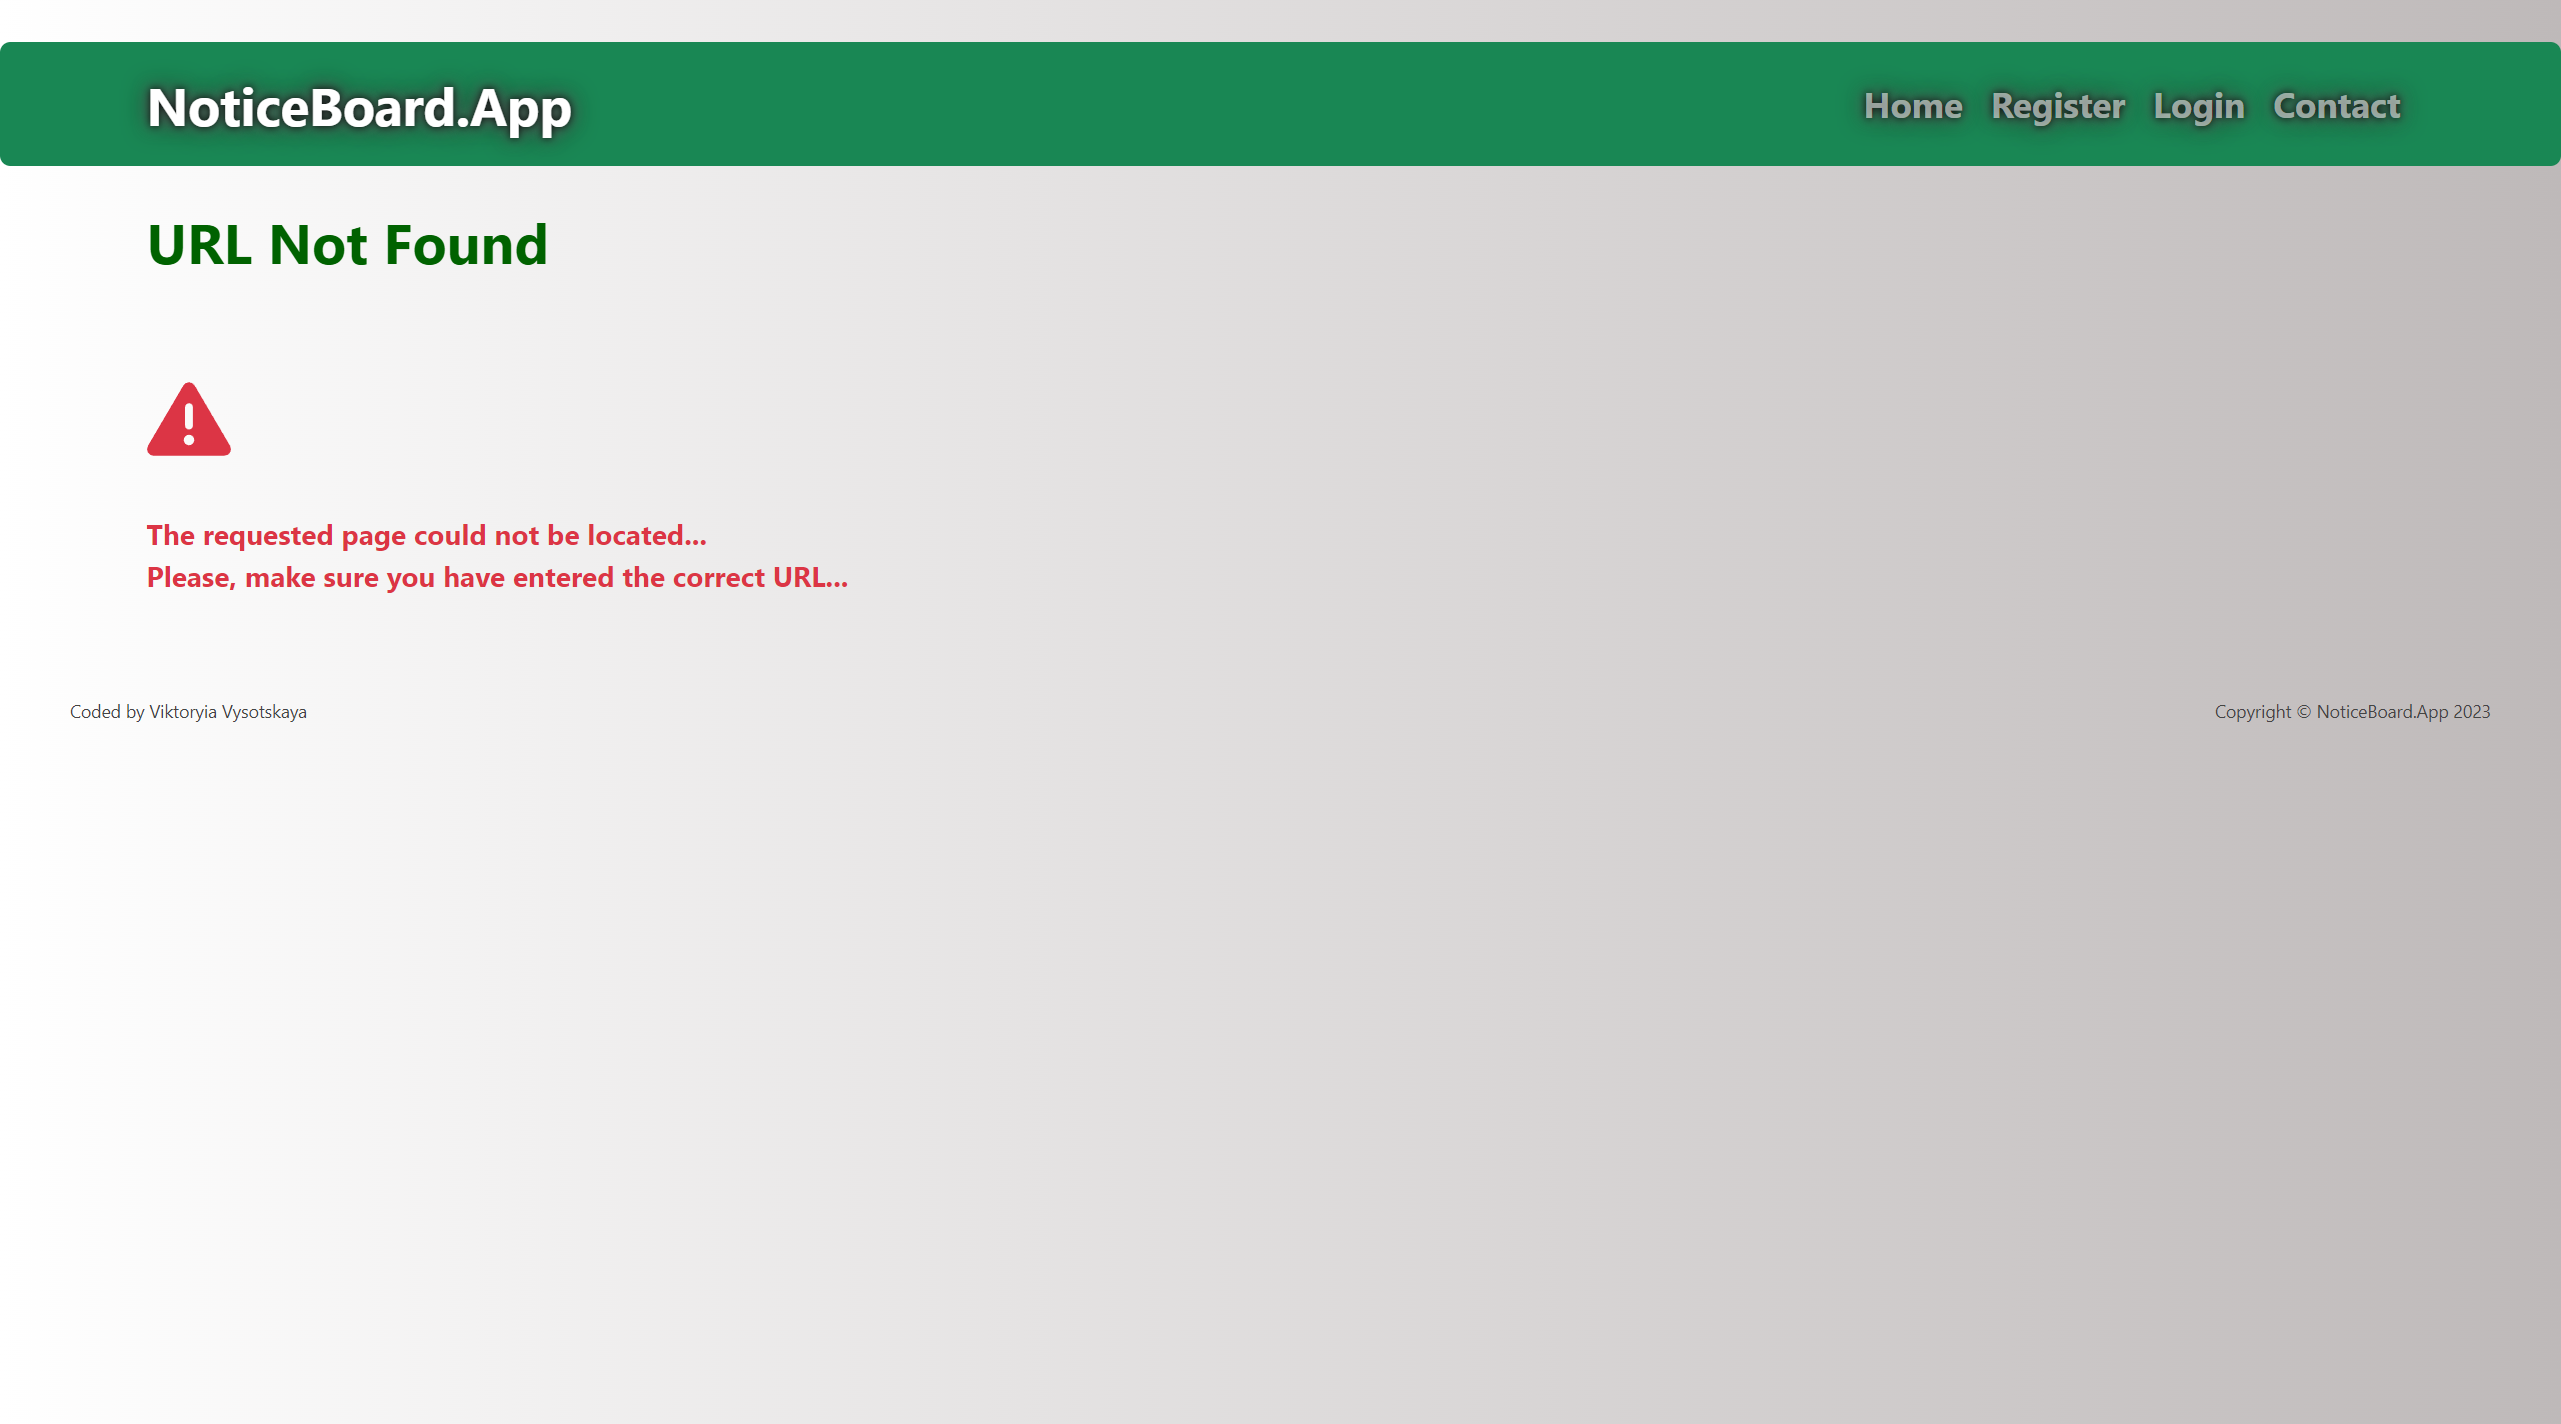 NoticeBoard.App
Home Register Login Contact
URL Not Found
The requested page could not be located...
Please, make sure you have entered the correct URL...
Coded by Viktoryia Vysotskaya
Copyright © NoticeBoard.App 2023